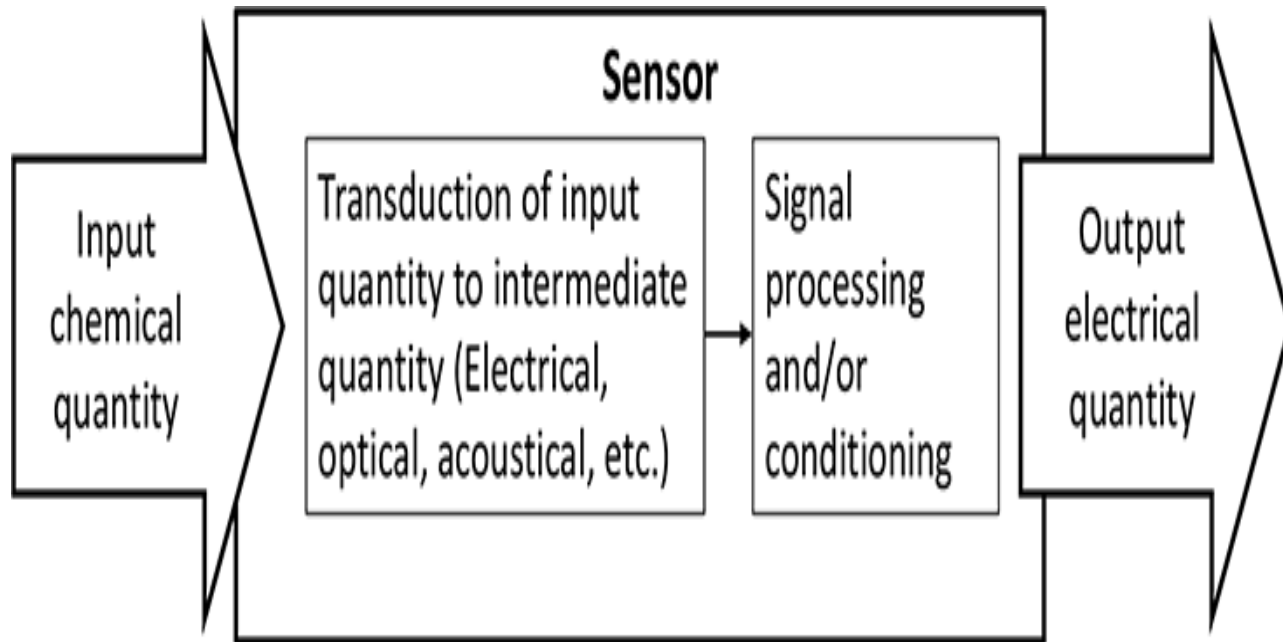 Sensor
Input
chemical
quantity
Transduction of input
quantity to intermediate
quantity (Electrical,
optical, acoustical, etc.)
Signal
processing
and/or
conditioning
Output
electrical
quantity